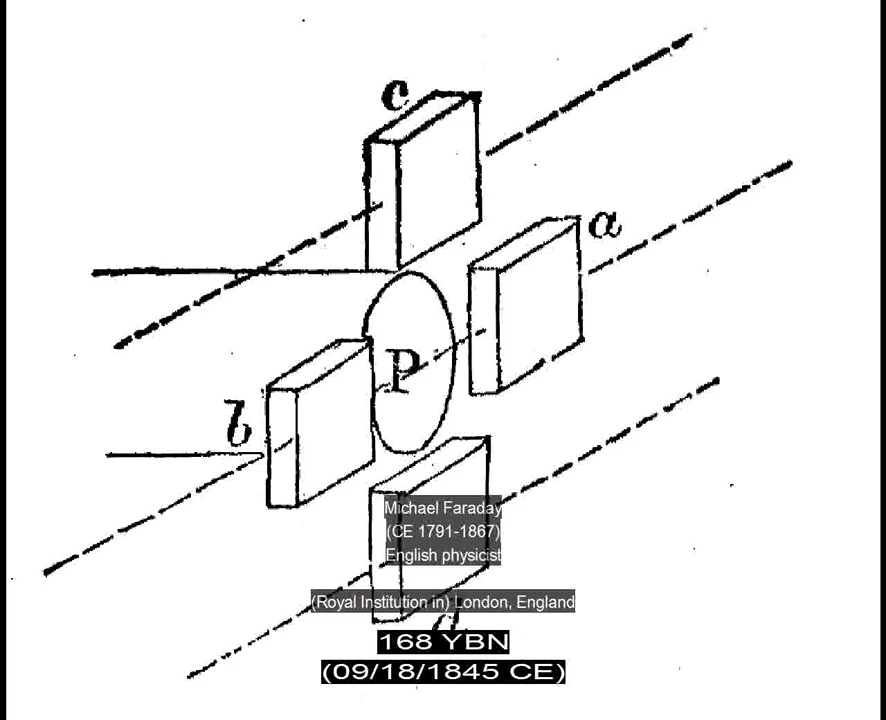 c
a
P
b
Michael Faraday
(CE 1791-1867)
English physicist
(Royal Institution in) London, England
d
168 YBN
(09/18/1845 CE)